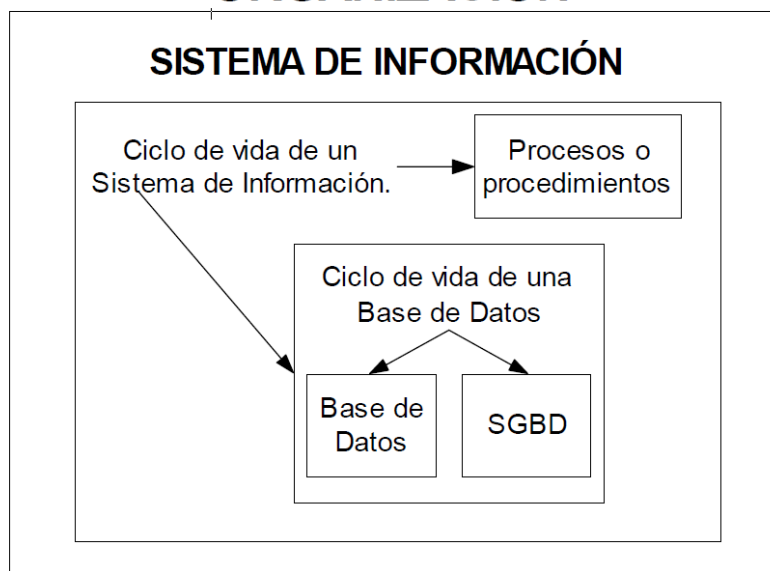 SISTEMA DE INFORMACIÓN
Ciclo de vida de un
Sistema de Información.
Procesos o
procedimientos
Ciclo de vida de una
Base de Datos
Base de
Datos
SGBD